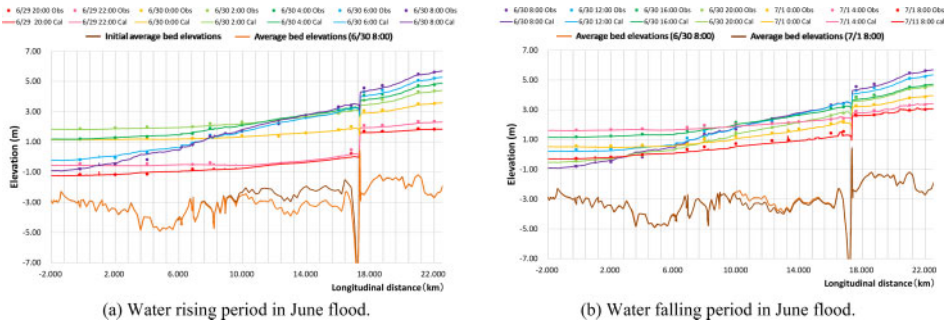 6/29 20:00 Obs 6/29 22:00 Obs 6/30 0:00 Obs 6/30 2:00 Obs 6/30 4:00 Obs 6/30 6:00 Obs 6/30 8:00 Obs
6/29 20:00 Cal 6/29 22:00 Cal 6/30 0:00 Cal 6/30 2:00 Cal 6/30 4:00 Cal 6/30 6:00 Cal 6/30 8:00 Cal
Initial average bed elevations Average bed elevations (6/30 8:00)
7.00
5.00
3.00
1.00
-1.00
-3.00
-5.00
-7.00
Elevation (m)
-2.000 2.000 6.000 10.000 14.000 18.000 22.000
Longitudinal distance (km)
(a) Water rising period in June flood.
6/30 8:00 Obs 6/30 12:00 Obs 6/30 16:00 Obs 6/30 20:00 Obs 7/1 0:00 Obs 7/1 4:00 Obs 7/1 8:00 Obs
6/30 8:00 Cal 6/30 12:00 Cal 6/30 16:00 Cal 6/30 20:00 Cal 7/1 0:00 Cal 7/1 4:00 Cal 7/11 8:00 cal
Average bed elevations (6/30 8:00) Average bed elevations (7/1 8:00)
7.00
5.00
3.00
1.00
-1.00
-3.00
-5.00
-7.00
Elevation (m)
-2.000 2.000 6.000 10.000 14.000 18.000 22.000
Longitudinal distance (km)
(b) Water falling period in June flood.